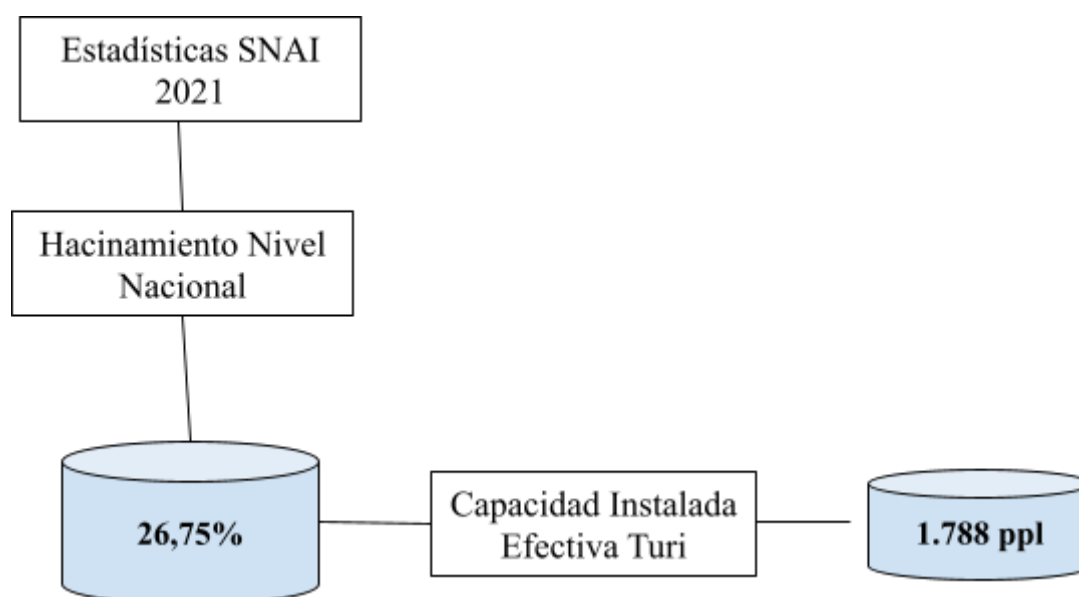 Estadísticas SNAI
2021
Hacinamiento Nivel
Nacional
26,75%
Capacidad Instalada
Efectiva Turi
1.788 ppl